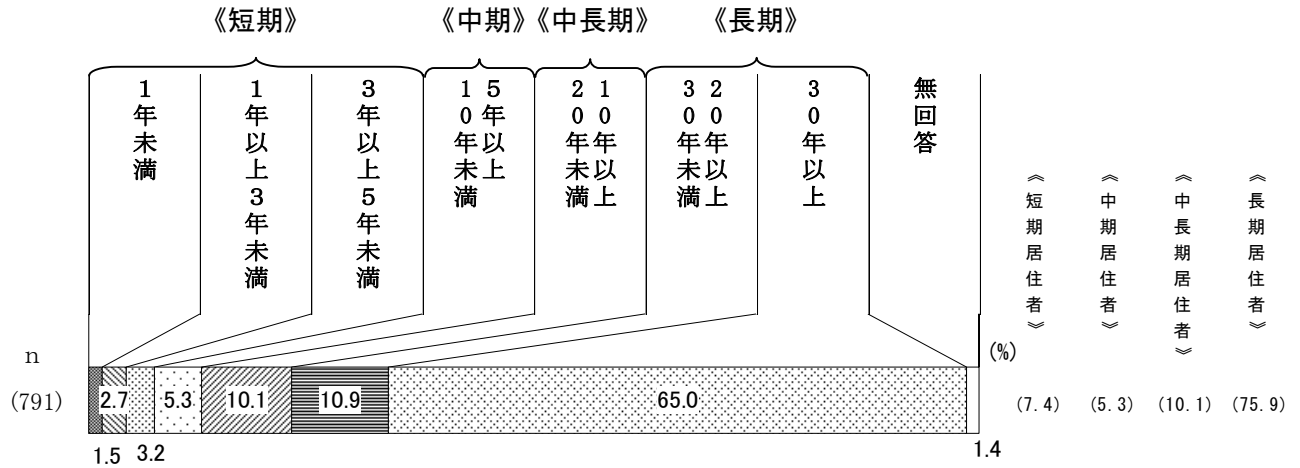 《短期》
《中期》
《中長期》
《長期》
1年未満
1年以上3年未満
3年以上5年未満
5年以上
10年未満
10年以上
20年未満
20年以上
30年未満
30年以上
無回答
《短期居住者》
《中期居住者》
《中長期居住者》
《長期居住者》
n
(%)
(791)
2.7
5.3
10.1
10.9
65.0
(7.4)
(5.3)
(10.1)
(75.9)
1.5
3.2
1.4